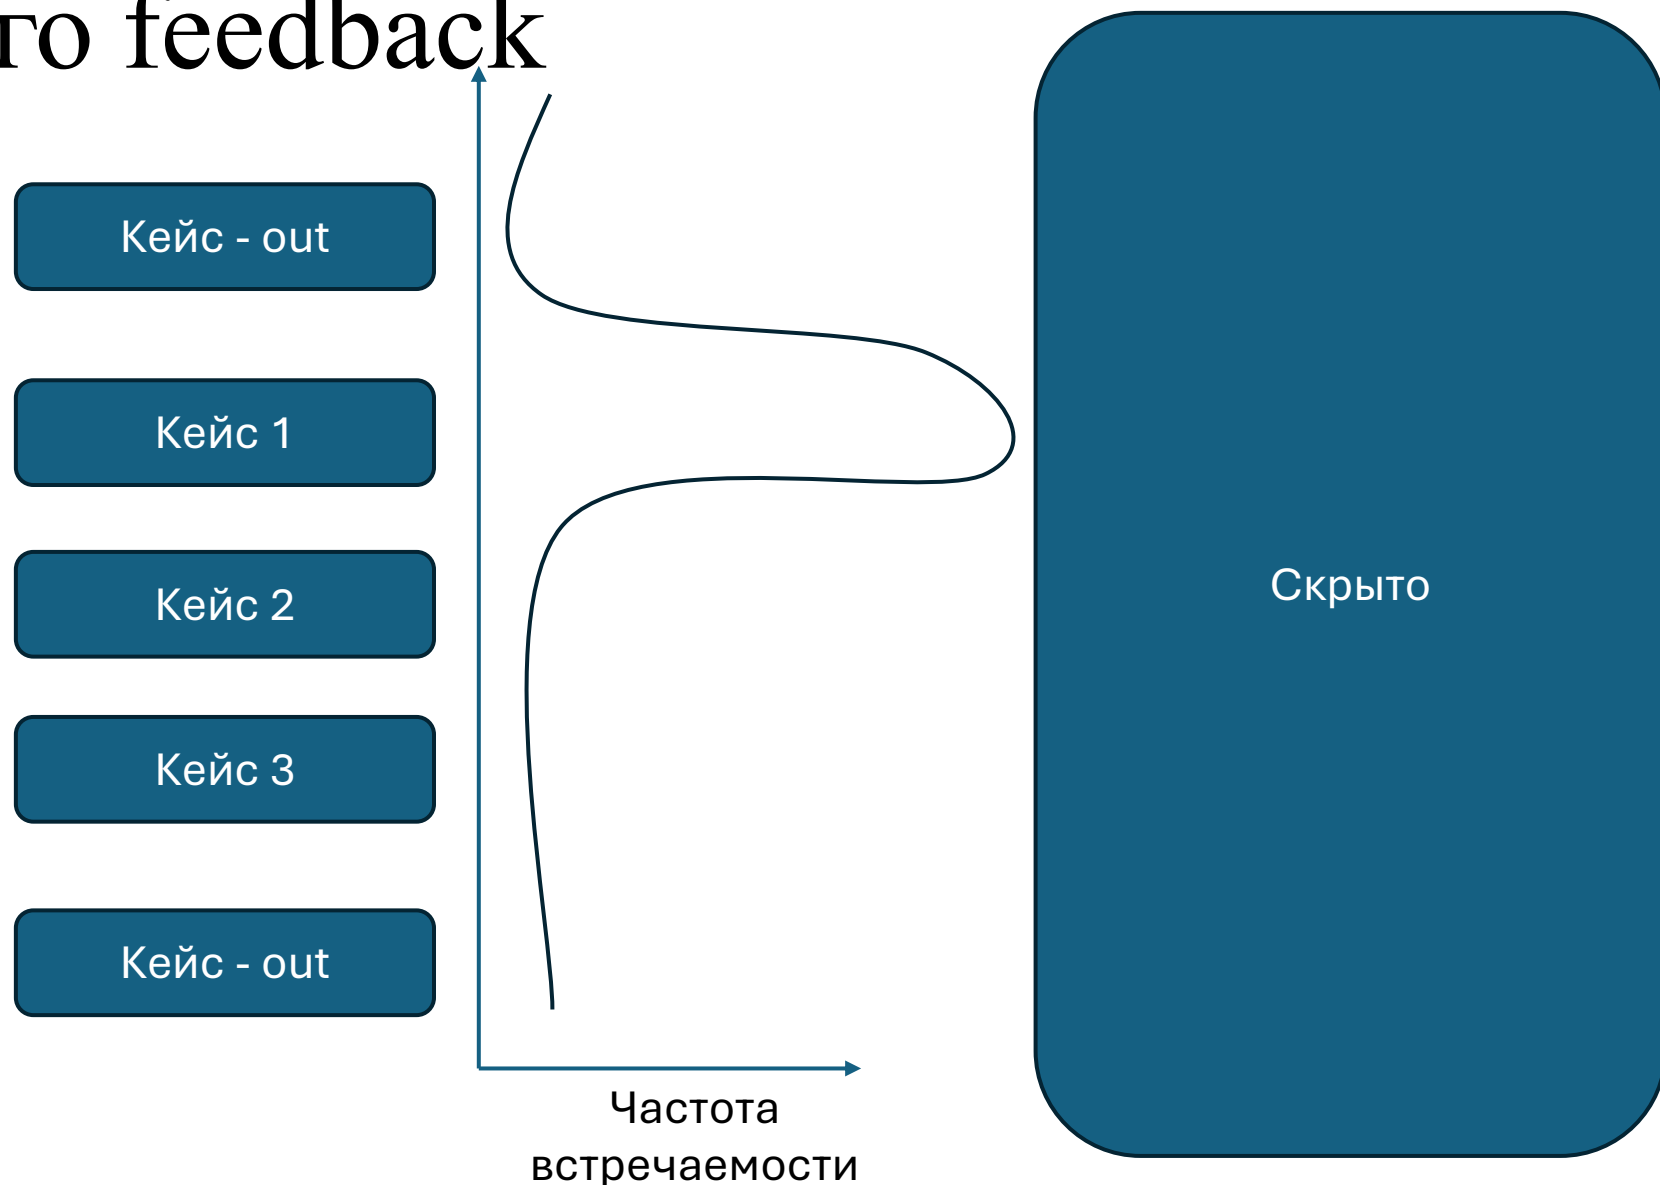 го feedback
Кейс - out
Кейс 1
Кейс 2
Кейс 3
Кейс - out
Скрыто
Частота
встречаемости